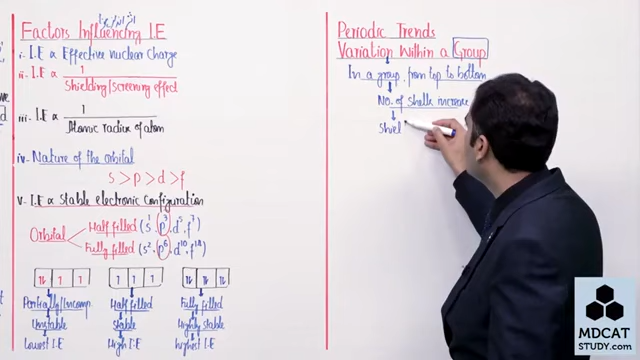 Factors Influencing I.E
i- I.E ∝ Effective nuclear charge
ii- I.E ∝ 1/Shielding/screening effect
iii- I.E ∝ 1/Atomic radius of atom
iv- Nature of the orbital
s > p > d > f
v- I.E ∝ Stable electronic configuration
Orbital
Half filled (s¹ p³ . d⁵ . f⁷)
Fully filled (s² . p⁶ . d¹⁰ . f¹⁴)
Partially/Incomp. Half filled Fully filled
Unstable Stable Highly stable
Lowest I.E High I.E highest I.E
Periodic Trends
Variation Within a Group
In a group, from top to bottom
No. of shells increase
Shiel
MDCAT
STUDY.com